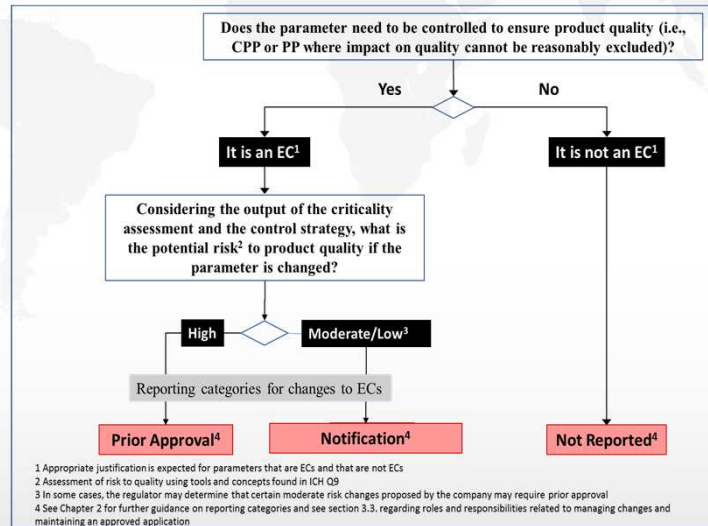 Does the parameter need to be controlled to ensure product quality (i.e.,
CPP or PP where impact on quality cannot be reasonably excluded)?
Yes
No
It is an EC¹
It is not an EC¹
Considering the output of the criticality
assessment and the control strategy, what is
the potential risk² to product quality if the
parameter is changed?
High
Moderate/Low³
Reporting categories for changes to ECs
Prior Approval⁴
Notification⁴
Not Reported⁴
1 Appropriate justification is expected for parameters that are ECs and that are not ECs
2 Assessment of risk to quality using tools and concepts found in ICH Q9
3 In some cases, the regulator may determine that certain moderate risk changes proposed by the company may require prior approval
4 See Chapter 2 for further guidance on reporting categories and see section 3.3. regarding roles and responsibilities related to managing changes and
maintaining an approved application